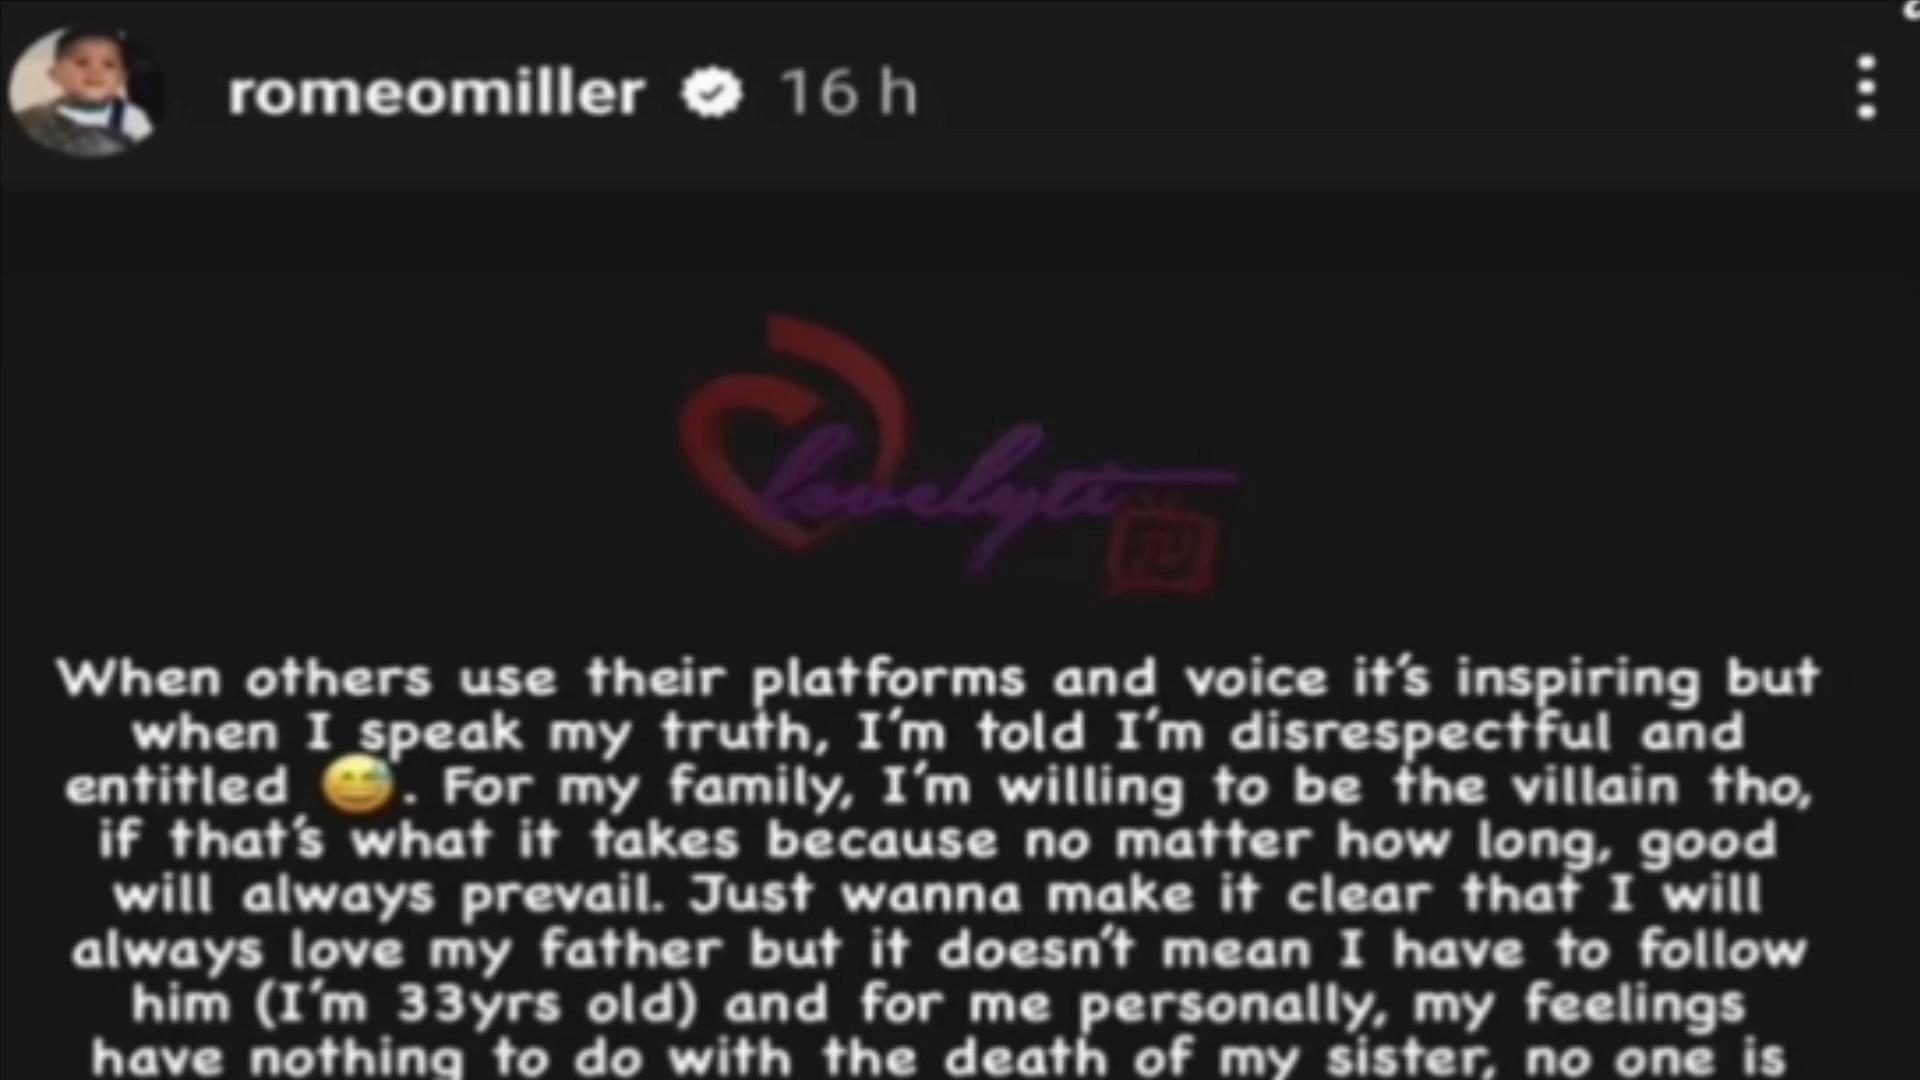 romeomiller 16 h
lovelyti
When others use their platforms and voice it's inspiring but
when I speak my truth, I'm told I'm disrespectful and
entitled 😅. For my family, I'm willing to be the villain tho,
if that's what it takes because no matter how long, good
will always prevail. Just wanna make it clear that I will
always love my father but it doesn't mean I have to follow
him (I'm 33yrs old) and for me personally, my feelings
have nothing to do with the death of my sister, no one is